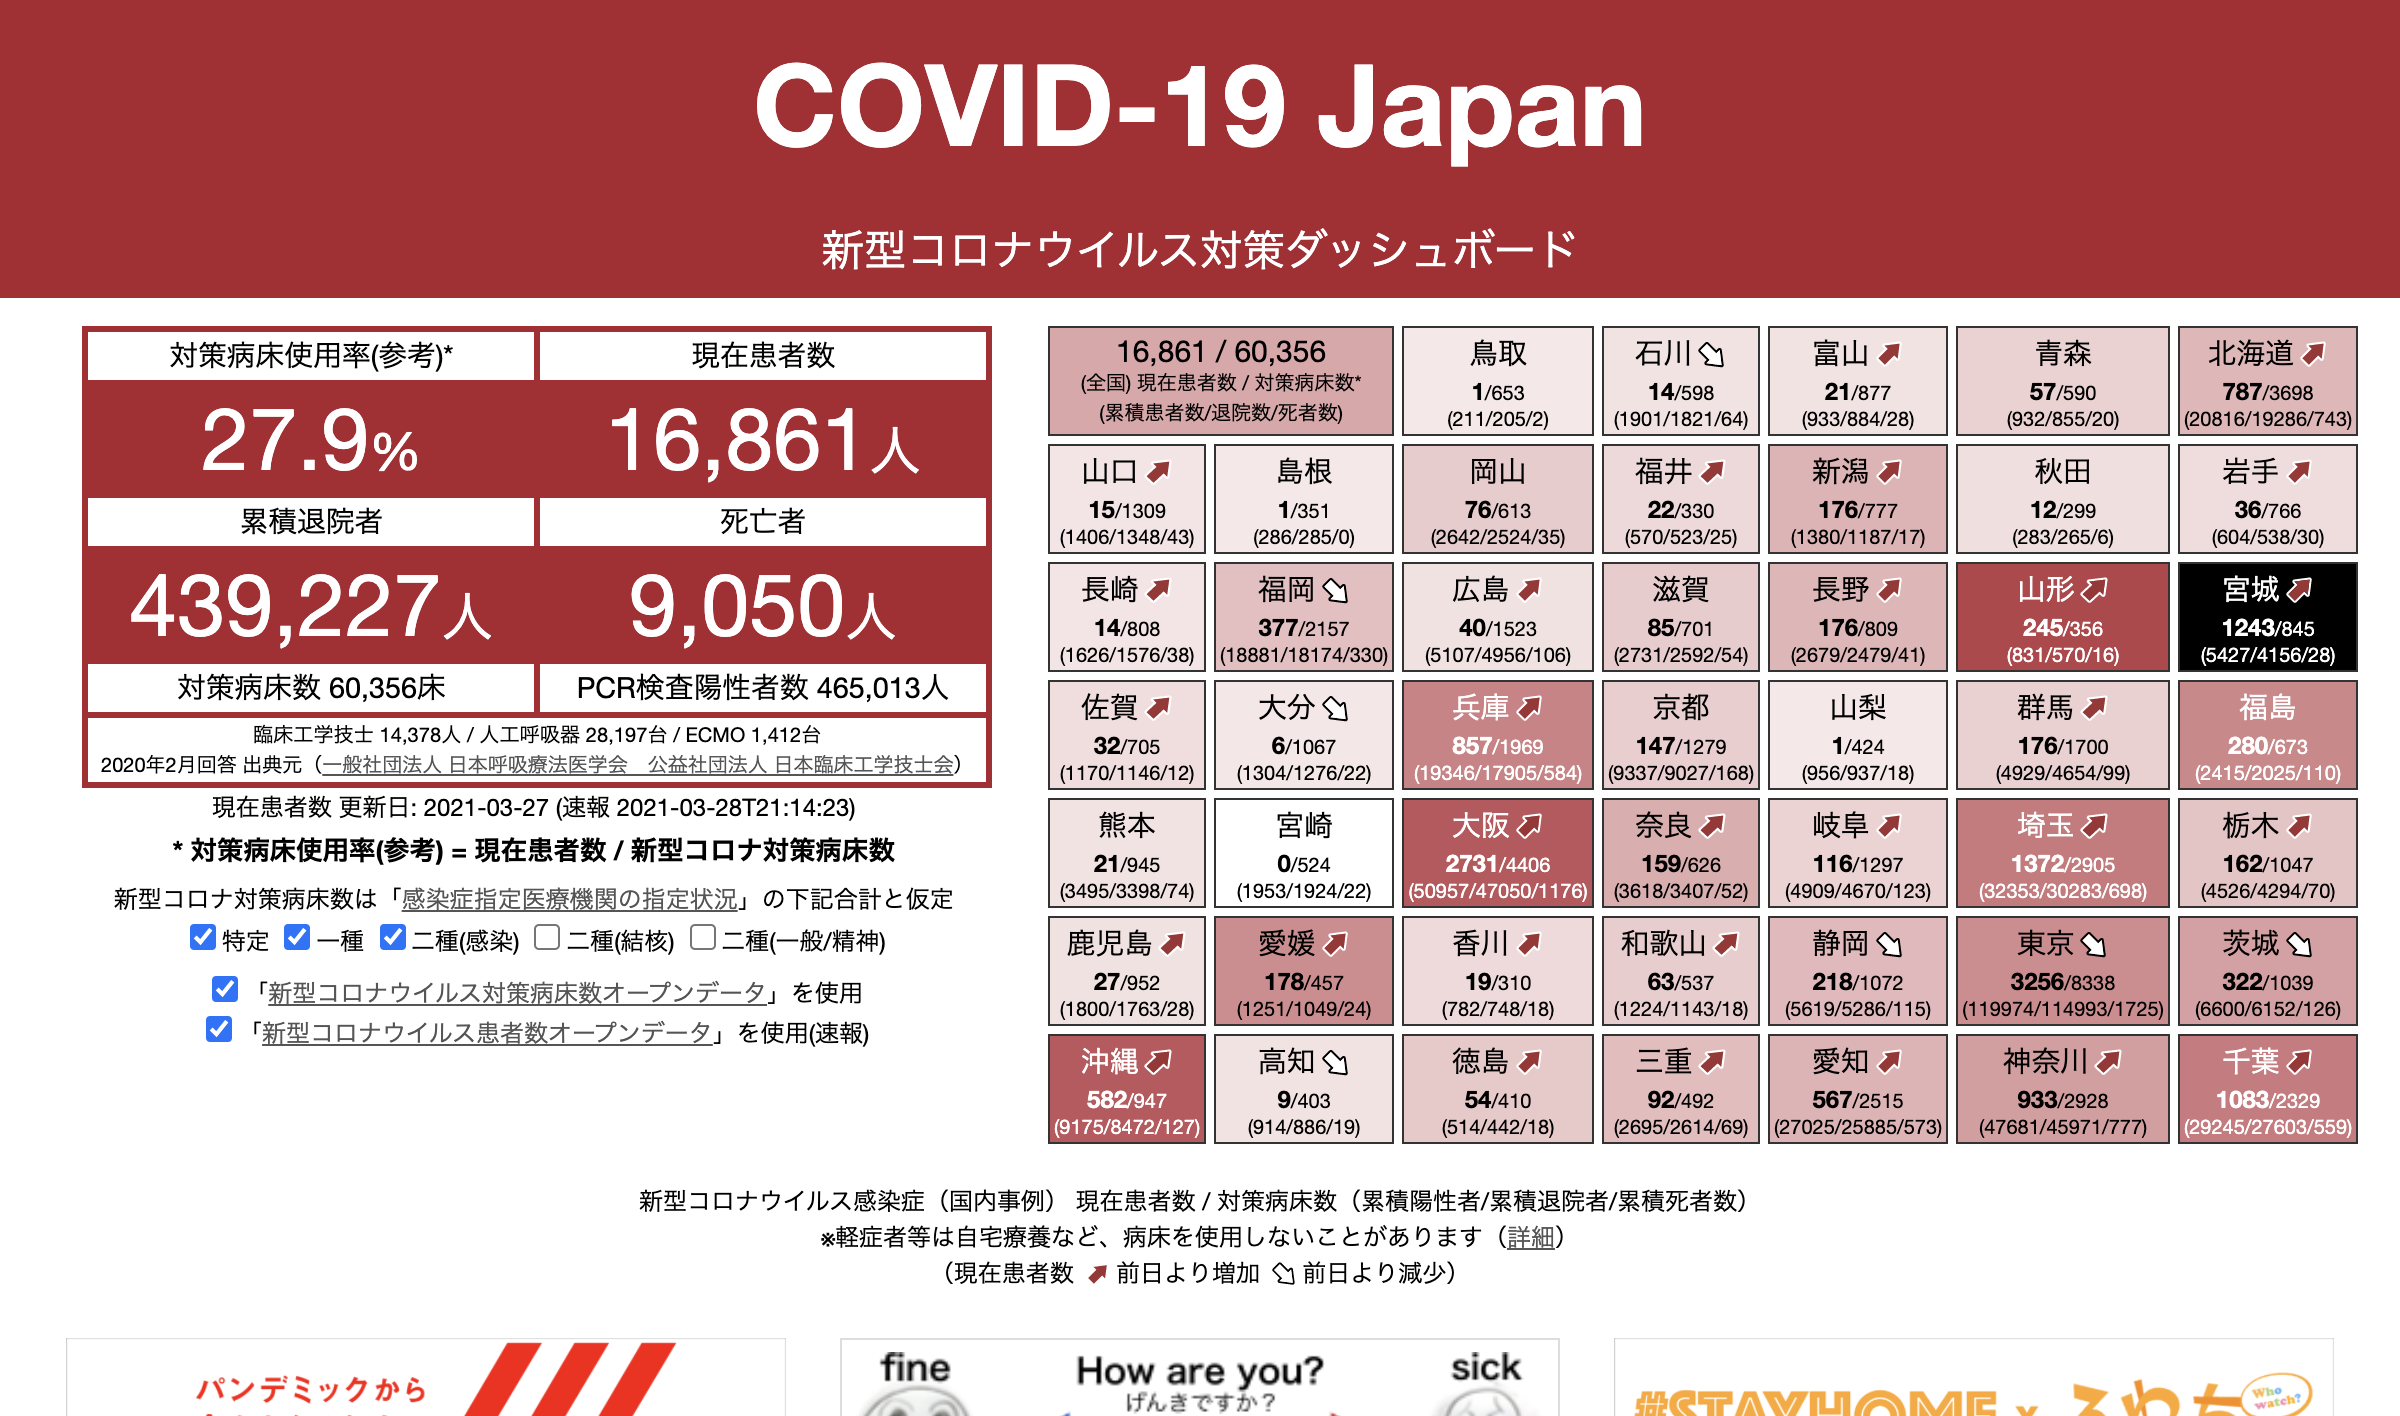 COVID-19 Japan
新型コロナウイルス対策ダッシュボード
対策病床使用率(参考)*
現在患者数
27.9%
16,861人
累積退院者
死亡者
439,227人
9,050人
対策病床数 60,356床
PCR検査陽性者数 465,013人
臨床工学技士 14,378人 / 人工呼吸器 28,197台 / ECMO 1,412台
2020年2月回答 出典元（一般社団法人 日本呼吸療法医学会　公益社団法人 日本臨床工学技士会）
現在患者数 更新日: 2021-03-27 (速報 2021-03-28T21:14:23)
* 対策病床使用率(参考) = 現在患者数 / 新型コロナ対策病床数
新型コロナ対策病床数は「感染症指定医療機関の指定状況」の下記合計と仮定
特定 一種 二種(感染) 二種(結核) 二種(一般/精神)
「新型コロナウイルス対策病床数オープンデータ」を使用
「新型コロナウイルス患者数オープンデータ」を使用(速報)
16,861 / 60,356
(全国) 現在患者数 / 対策病床数*
(累積患者数/退院数/死者数)
鳥取
1/653
(211/205/2)
石川
14/598
(1901/1821/64)
富山
21/877
(933/884/28)
青森
57/590
(932/855/20)
北海道
787/3698
(20816/19286/743)
山口
15/1309
(1406/1348/43)
島根
1/351
(286/285/0)
岡山
76/613
(2642/2524/35)
福井
22/330
(570/523/25)
新潟
176/777
(1380/1187/17)
秋田
12/299
(283/265/6)
岩手
36/766
(604/538/30)
長崎
14/808
(1626/1576/38)
福岡
377/2157
(18881/18174/330)
広島
40/1523
(5107/4956/106)
滋賀
85/701
(2731/2592/54)
長野
176/809
(2679/2479/41)
山形
245/356
(831/570/16)
宮城
1243/845
(5427/4156/28)
佐賀
32/705
(1170/1146/12)
大分
6/1067
(1304/1276/22)
兵庫
857/1969
(19346/17905/584)
京都
147/1279
(9337/9027/168)
山梨
1/424
(956/937/18)
群馬
176/1700
(4929/4654/99)
福島
280/673
(2415/2025/110)
熊本
21/945
(3495/3398/74)
宮崎
0/524
(1953/1924/22)
大阪
2731/4406
(50957/47050/1176)
奈良
159/626
(3618/3407/52)
岐阜
116/1297
(4909/4670/123)
埼玉
1372/2905
(32353/30283/698)
栃木
162/1047
(4526/4294/70)
鹿児島
27/952
(1800/1763/28)
愛媛
178/457
(1251/1049/24)
香川
19/310
(782/748/18)
和歌山
63/537
(1224/1143/18)
静岡
218/1072
(5619/5286/115)
東京
3256/8338
(119974/114993/1725)
茨城
322/1039
(6600/6152/126)
沖縄
582/947
(9175/8472/127)
高知
9/403
(914/886/19)
徳島
54/410
(514/442/18)
三重
92/492
(2695/2614/69)
愛知
567/2515
(27025/25885/573)
神奈川
933/2928
(47681/45971/777)
千葉
1083/2329
(29245/27603/559)
新型コロナウイルス感染症（国内事例） 現在患者数 / 対策病床数（累積陽性者/累積退院者/累積死者数）
※軽症者等は自宅療養など、病床を使用しないことがあります（詳細）
（現在患者数 前日より増加 前日より減少）
パンデミックから
fine
How are you?
げんきですか？
sick
#STAYHOME ×
Who watch?